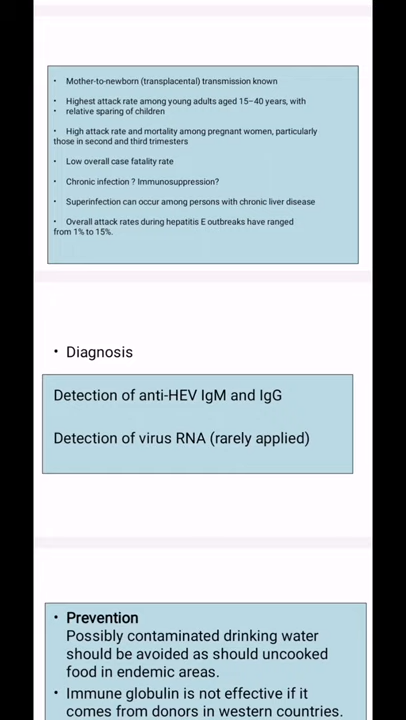 • Mother-to-newborn (transplacental) transmission known
• Highest attack rate among young adults aged 15–40 years, with
• relative sparing of children
• High attack rate and mortality among pregnant women, particularly
those in second and third trimesters
• Low overall case fatality rate
• Chronic infection ? Immunosuppression?
• Superinfection can occur among persons with chronic liver disease
• Overall attack rates during hepatitis E outbreaks have ranged
from 1% to 15%.
• Diagnosis
Detection of anti-HEV IgM and IgG
Detection of virus RNA (rarely applied)
• Prevention
Possibly contaminated drinking water
should be avoided as should uncooked
food in endemic areas.
• Immune globulin is not effective if it
comes from donors in western countries.